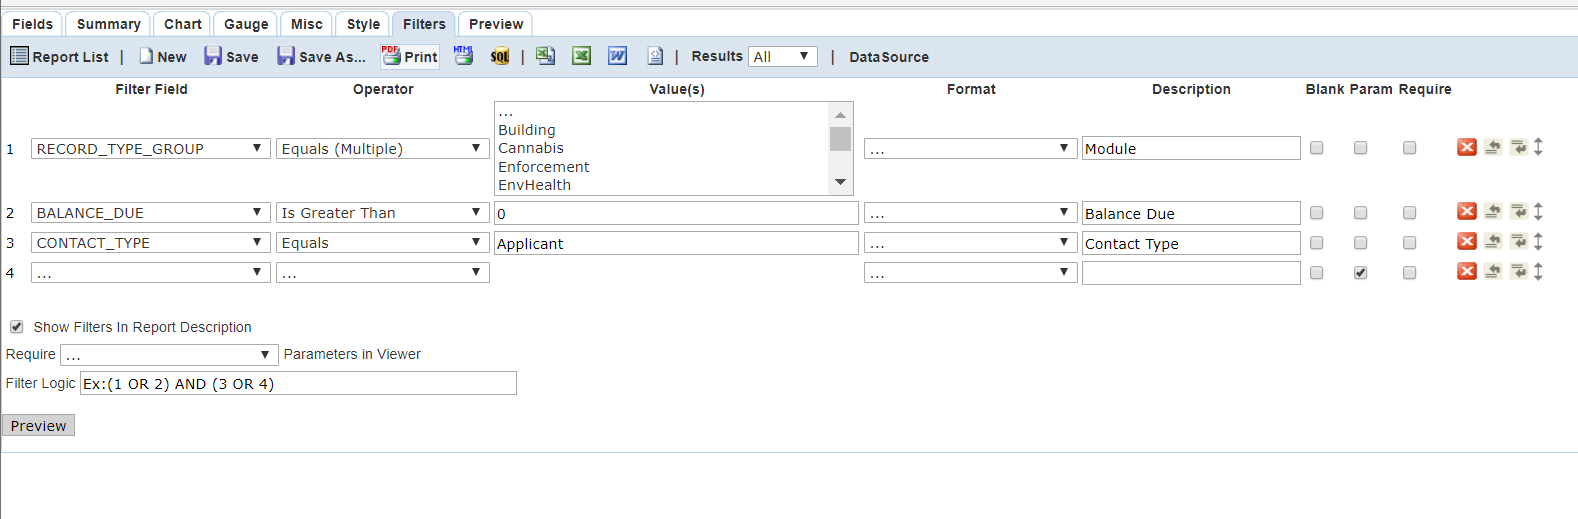 Fields Summary Chart Gauge Misc Style Filters Preview
Report List | New Save Save As... PDF Print HTML SQL | | Results All | DataSource
Filter Field Operator Value(s) Format Description Blank Param Require
...
Building
1 RECORD_TYPE_GROUP Equals (Multiple) Cannabis ... Module
Enforcement
EnvHealth
2 BALANCE_DUE Is Greater Than 0 ... Balance Due
3 CONTACT_TYPE Equals Applicant ... Contact Type
4 ... ... ...
Show Filters In Report Description
Require ... Parameters in Viewer
Filter Logic Ex:(1 OR 2) AND (3 OR 4)
Preview